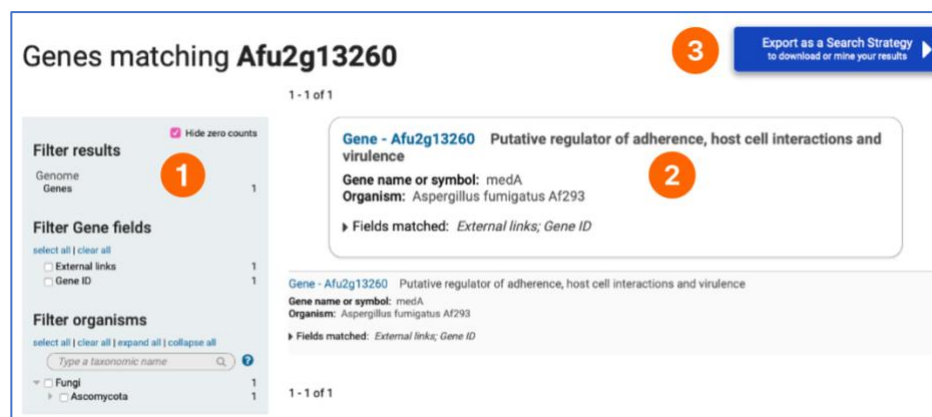 Genes matching Afu2g13260
3
Export as a Search Strategy
to download or mine your results
1 - 1 of 1
Hide zero counts
Filter results
1
Genome
Genes 1
Filter Gene fields
select all | clear all
External links 1
Gene ID 1
Filter organisms
select all | clear all | expand all | collapse all
Type a taxonomic name
?
Fungi 1
Ascomycota 1
Gene - Afu2g13260 Putative regulator of adherence, host cell interactions and
virulence
2
Gene name or symbol: medA
Organism: Aspergillus fumigatus Af293
Fields matched: External links; Gene ID
Gene - Afu2g13260 Putative regulator of adherence, host cell interactions and virulence
Gene name or symbol: medA
Organism: Aspergillus fumigatus Af293
Fields matched: External links; Gene ID
1 - 1 of 1